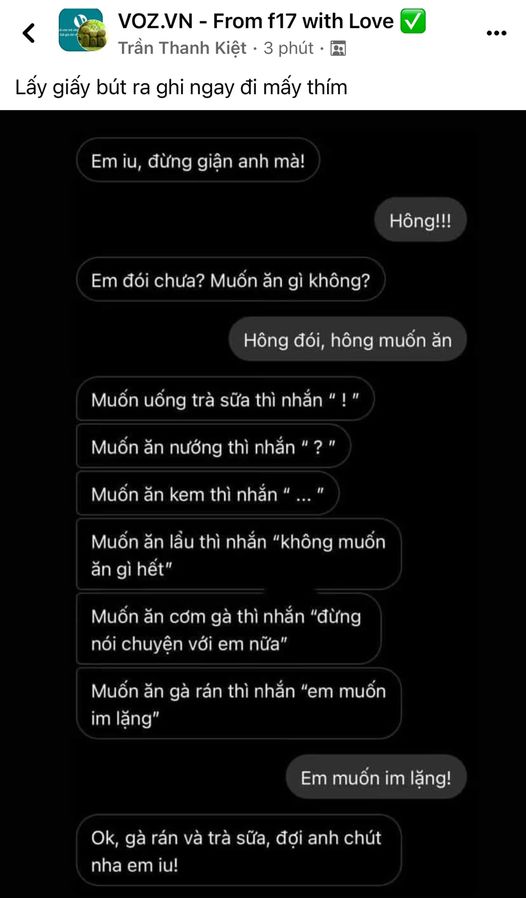 VOZ.VN - From f17 with Love ✅
Trần Thanh Kiệt · 3 phút ·
Lấy giấy bút ra ghi ngay đi mấy thím
Em iu, đừng giận anh mà!
Hông!!!
Em đói chưa? Muốn ăn gì không?
Hông đói, hông muốn ăn
Muốn uống trà sữa thì nhắn “ ! ”
Muốn ăn nướng thì nhắn “ ? ”
Muốn ăn kem thì nhắn “ ... ”
Muốn ăn lẩu thì nhắn “không muốn
ăn gì hết”
Muốn ăn cơm gà thì nhắn “đừng
nói chuyện với em nữa”
Muốn ăn gà rán thì nhắn “em muốn
im lặng”
Em muốn im lặng!
Ok, gà rán và trà sữa, đợi anh chút
nha em iu!